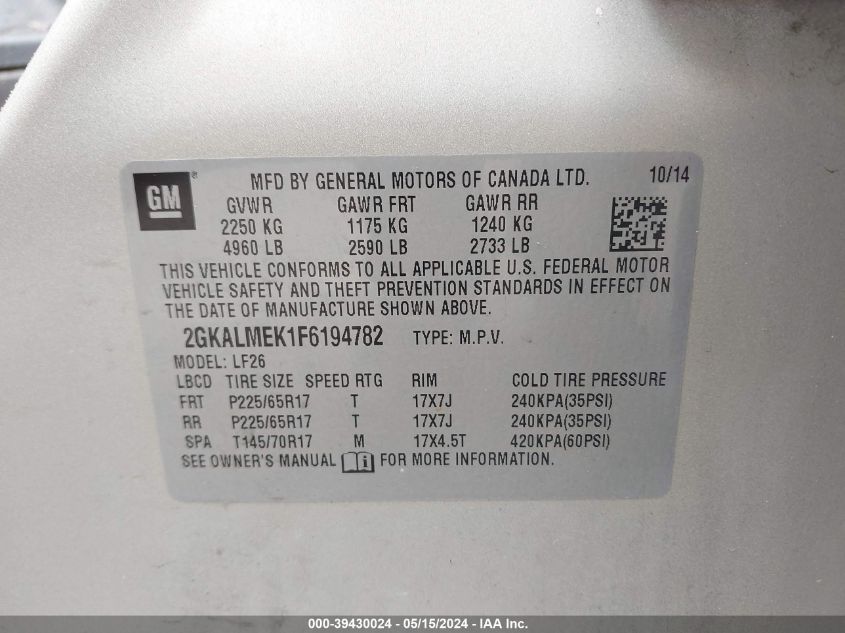 GM
MFD BY GENERAL MOTORS OF CANADA LTD. 10/14
GVWR GAWR FRT GAWR RR
2250 KG 1175 KG 1240 KG
4960 LB 2590 LB 2733 LB
THIS VEHICLE CONFORMS TO ALL APPLICABLE U.S. FEDERAL MOTOR
VEHICLE SAFETY AND THEFT PREVENTION STANDARDS IN EFFECT ON
THE DATE OF MANUFACTURE SHOWN ABOVE.
2GKALMEK1F6194782 TYPE: M.P.V.
MODEL: LF26
LBCD TIRE SIZE SPEED RTG RIM COLD TIRE PRESSURE
FRT P225/65R17 T 17X7J 240KPA(35PSI)
RR P225/65R17 T 17X7J 240KPA(35PSI)
SPA T145/70R17 M 17X4.5T 420KPA(60PSI)
SEE OWNER'S MANUAL FOR MORE INFORMATION.
000-39430024 - 05/15/2024 - IAA Inc.